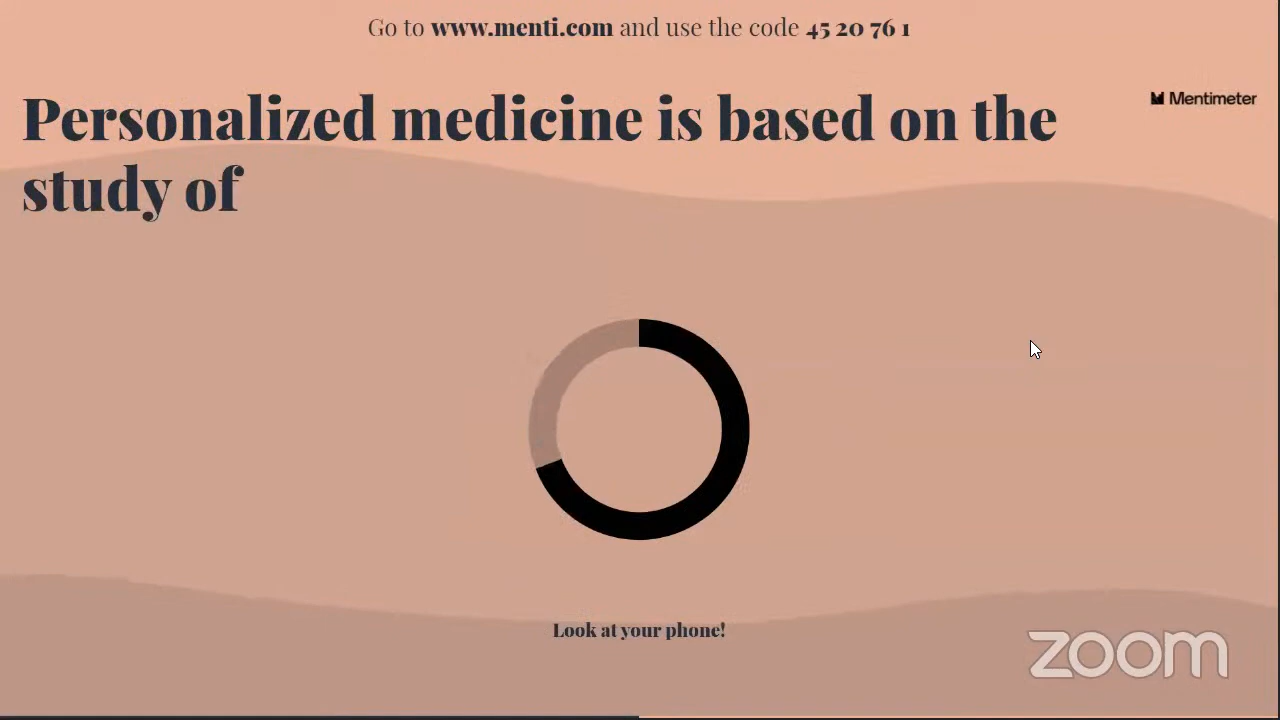 Go to www.menti.com and use the code 45 20 76 1
Mentimeter
Personalized medicine is based on the
study of
Look at your phone!
zoom